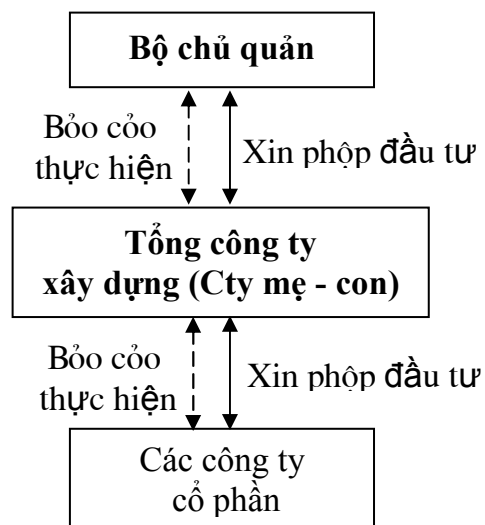 Bộ chủ quản
Bỏo cỏo
thực hiện
Xin phộp đầu tư
Tổng công ty
xây dựng (Cty mẹ - con)
Bỏo cỏo
thực hiện
Xin phộp đầu tư
Các công ty
cổ phần